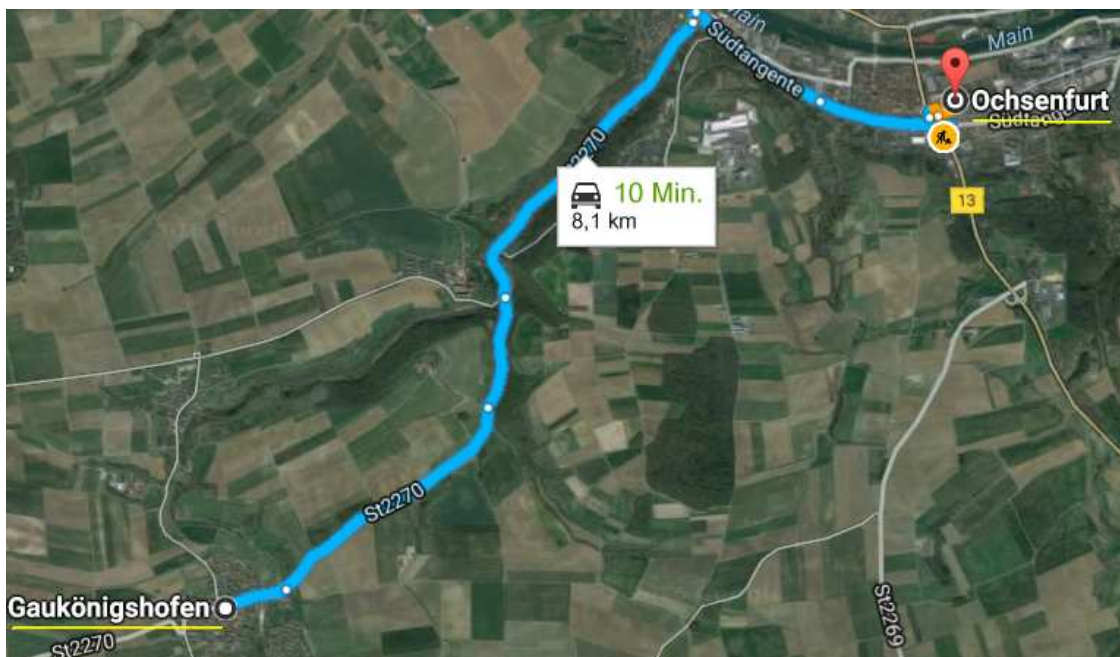 Main
Main
Südtangente
Ochsenfurt
St2270
10 Min.
8,1 km
13
St2270
Gaukönigshofen
St2270
St2269